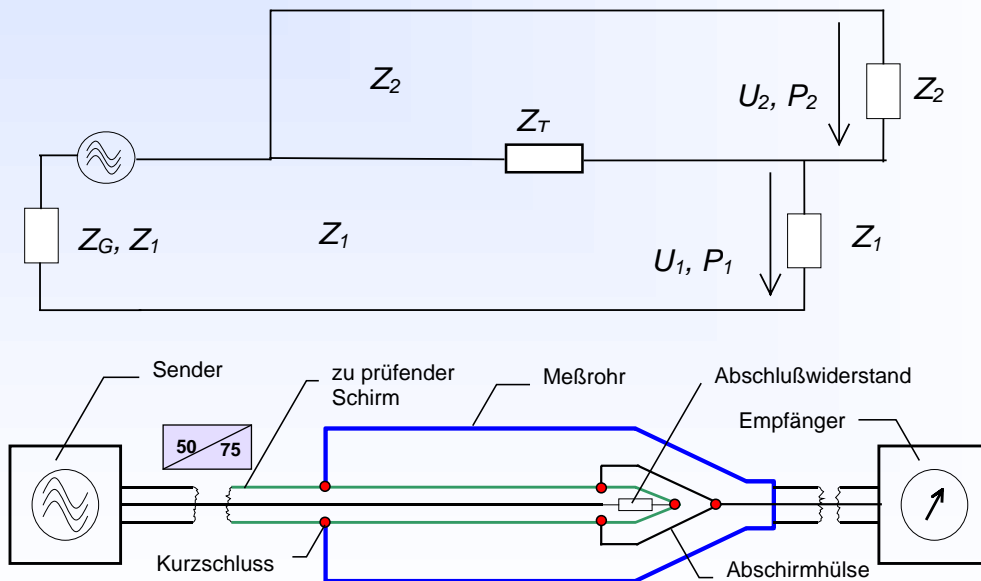 Z2
U2, P2
Z2
ZT
ZG, Z1
Z1
U1, P1
Z1
Sender
zu prüfender
Schirm
Meßrohr
Abschlußwiderstand
Empfänger
50 75
Kurzschluss
Abschirmhülse